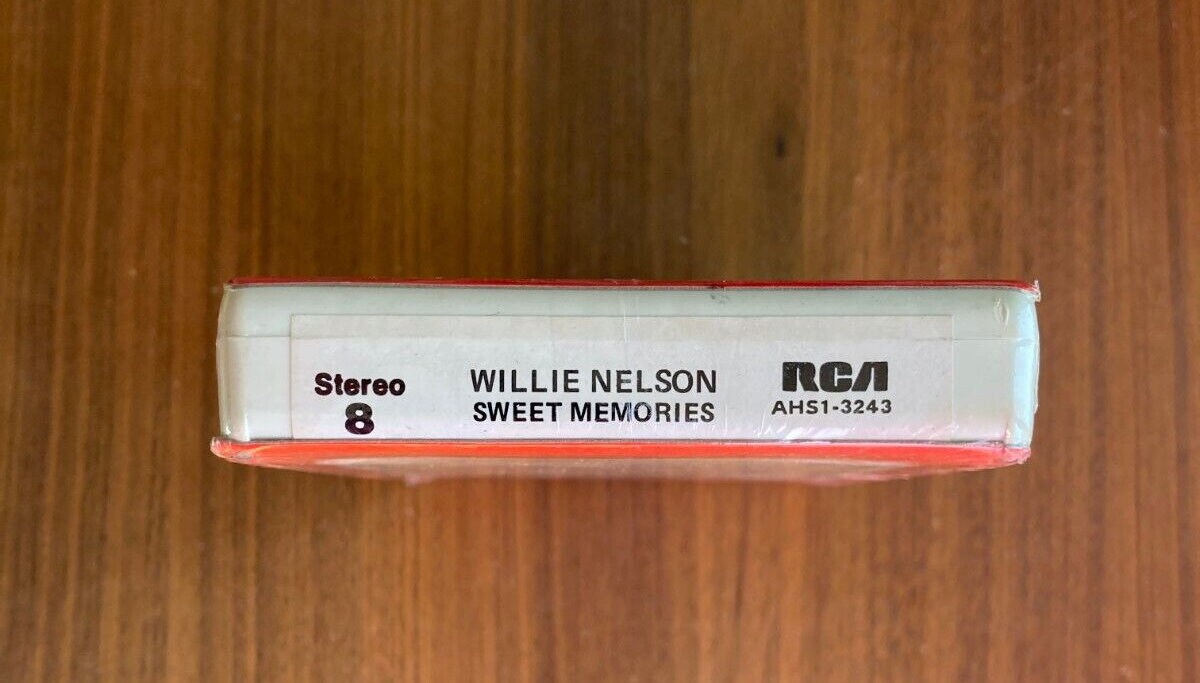 Stereo
8
WILLIE NELSON
SWEET MEMORIES
RCA
AHS1-3243